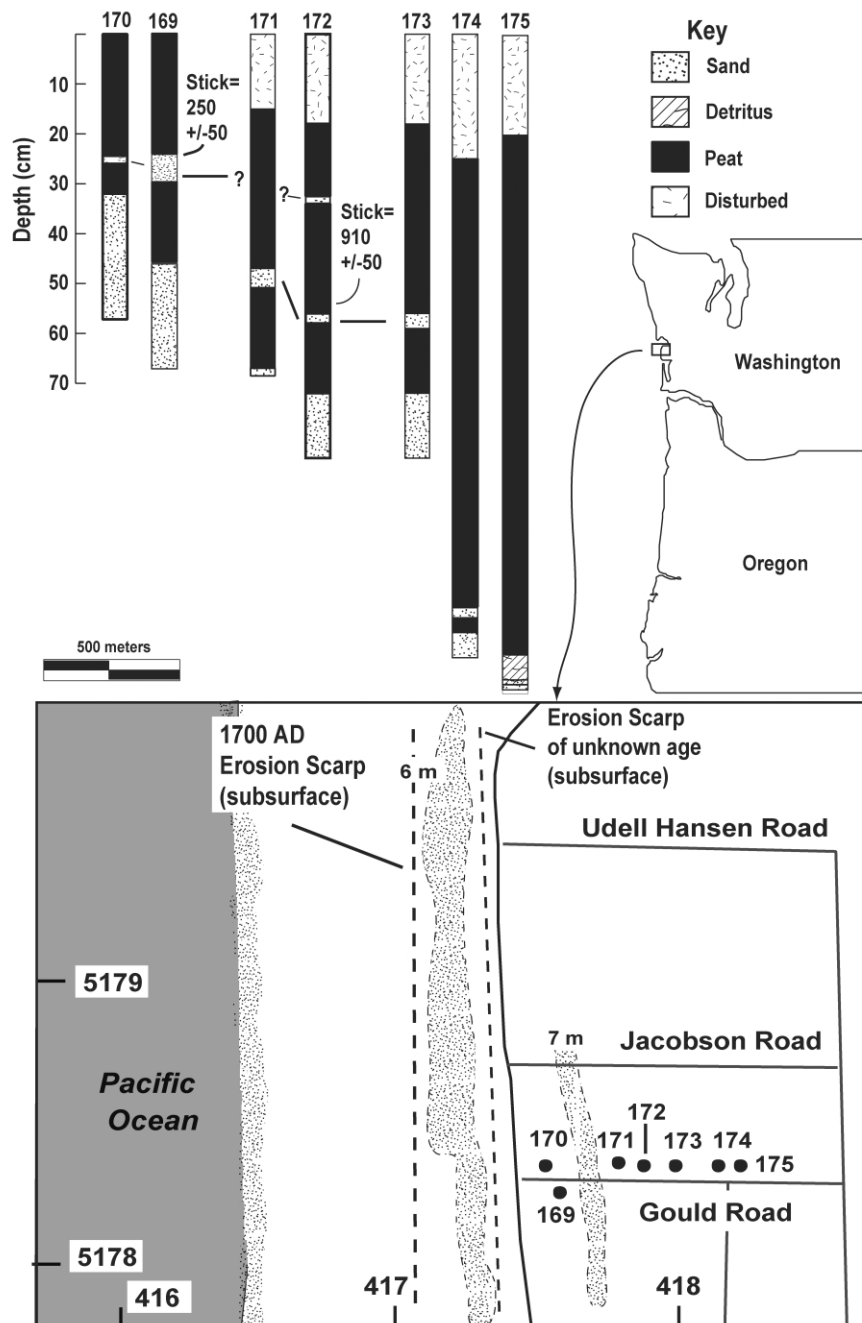 170 169 171 172 173 174 175
Key
Sand
Detritus
Peat
Disturbed
Depth (cm)
10
20
30
40
50
60
70
Stick=
250
+/-50
?
?
Stick=
910
+/-50
Washington
Oregon
500 meters
1700 AD
Erosion Scarp
(subsurface)
6 m
Erosion Scarp
of unknown age
(subsurface)
Udell Hansen Road
5179
7 m
Jacobson Road
Pacific
Ocean
170
171
172
173
174
175
169
Gould Road
5178
416
417
418